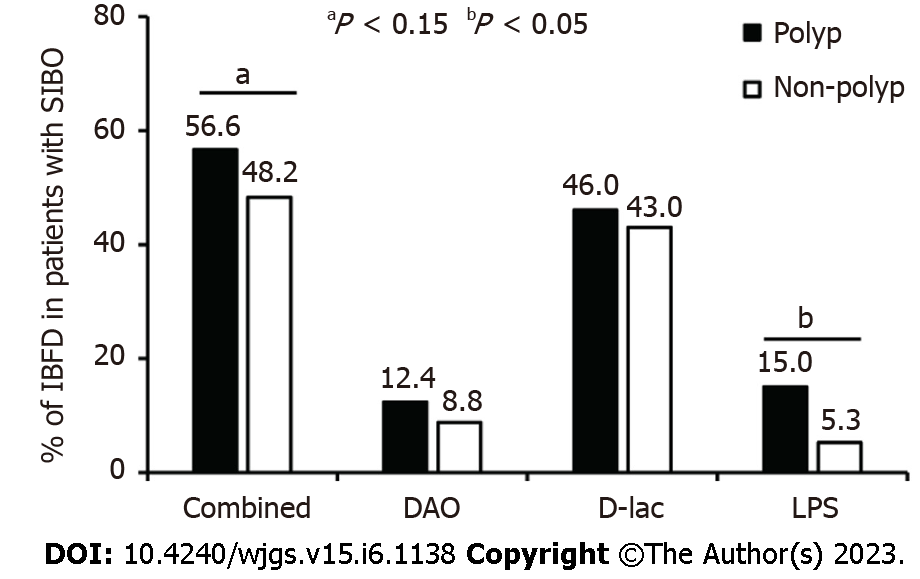 % of IBFD in patients with SIBO
80
60
40
20
0
ᵃP < 0.15 ᵇP < 0.05
Polyp
Non-polyp
a
56.6
48.2
12.4
8.8
46.0
43.0
b
15.0
5.3
Combined DAO D-lac LPS
DOI: 10.4240/wjgs.v15.i6.1138 Copyright ©The Author(s) 2023.